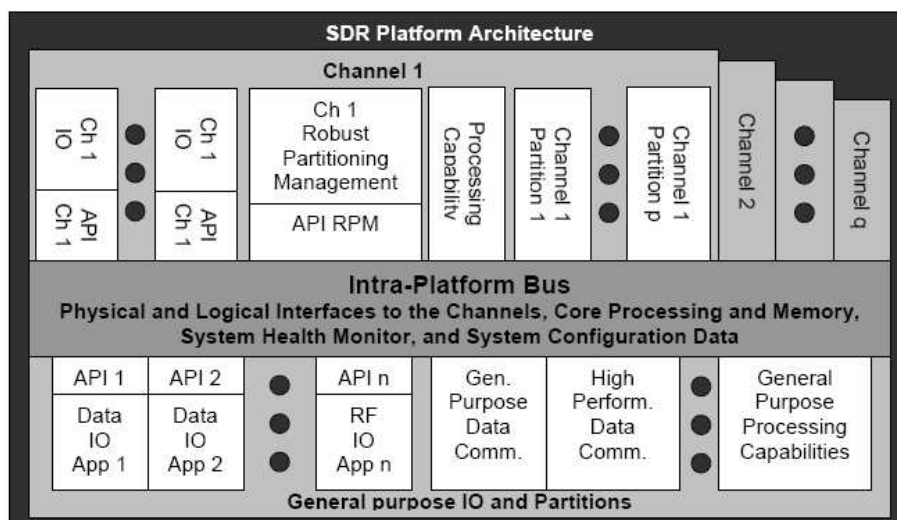 SDR Platform Architecture
Channel 1
Ch 1
IO
API
Ch 1
Ch 1
IO
API
Ch 1
Ch 1
Robust
Partitioning
Management
API RPM
Processing
Capability
Channel 1
Partition 1
Channel 1
Partition p
Channel 2
Channel q
Intra-Platform Bus
Physical and Logical Interfaces to the Channels, Core Processing and Memory,
System Health Monitor, and System Configuration Data
API 1
Data
IO
App 1
API 2
Data
IO
App 2
API n
RF
IO
App n
Gen.
Purpose
Data
Comm.
High
Perform.
Data
Comm.
General
Purpose
Processing
Capabilities
General purpose IO and Partitions